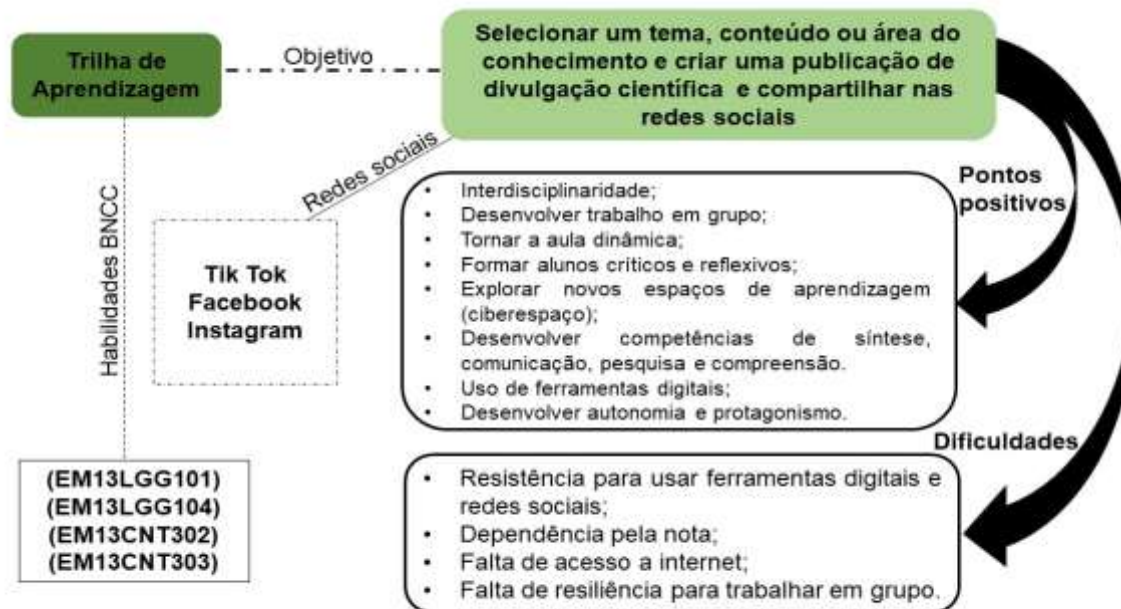 Trilha de
Aprendizagem
Objetivo
Selecionar um tema, conteúdo ou área do
conhecimento e criar uma publicação de
divulgação científica e compartilhar nas
redes sociais
Redes sociais
Tik Tok
Facebook
Instagram
Habilidades BNCC
(EM13LGG101)
(EM13LGG104)
(EM13CNT302)
(EM13CNT303)
Pontos
positivos
• Interdisciplinaridade;
• Desenvolver trabalho em grupo;
• Tornar a aula dinâmica;
• Formar alunos críticos e reflexivos;
• Explorar novos espaços de aprendizagem
(ciberespaço);
• Desenvolver competências de síntese,
comunicação, pesquisa e compreensão.
• Uso de ferramentas digitais;
• Desenvolver autonomia e protagonismo.
Dificuldades
• Resistência para usar ferramentas digitais e
redes sociais;
• Dependência pela nota;
• Falta de acesso a internet;
• Falta de resiliência para trabalhar em grupo.